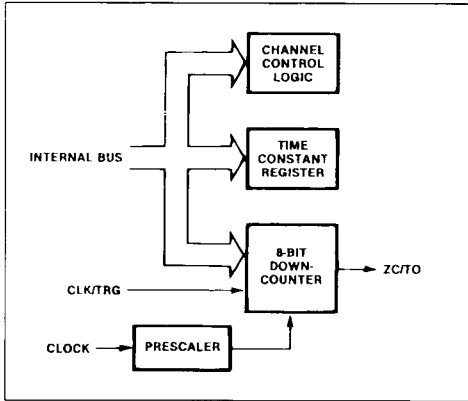 CHANNEL
CONTROL
LOGIC
INTERNAL BUS
TIME
CONSTANT
REGISTER
8-BIT
DOWN-
COUNTER
ZC/TO
CLK/TRG
CLOCK
PRESCALER